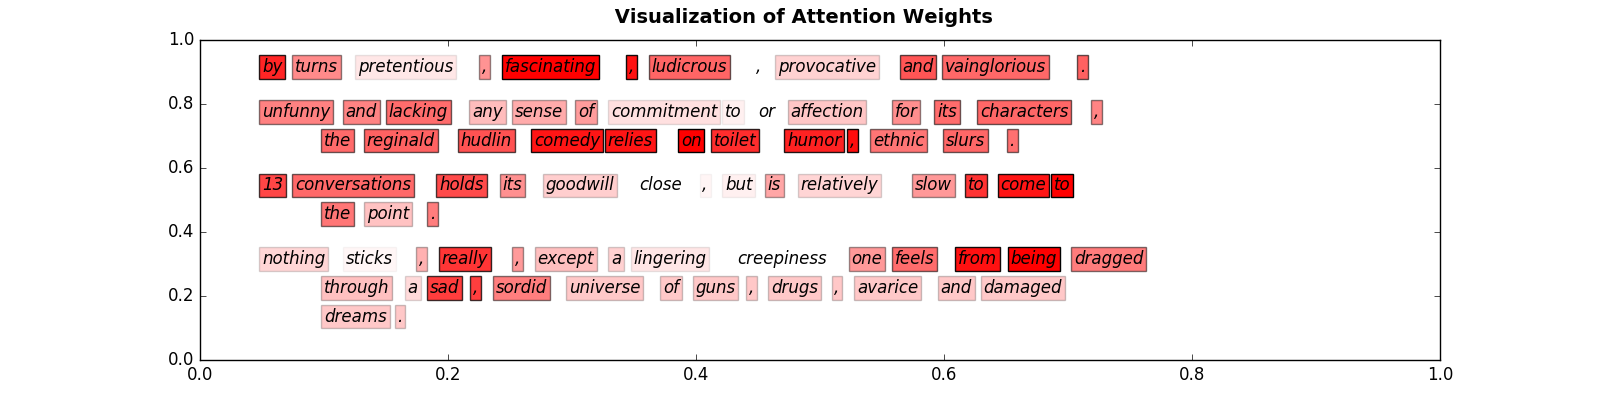 Visualization of Attention Weights
1.0
by turns pretentious , fascinating , ludicrous , provocative and vainglorious .
0.8
unfunny and lacking any sense of commitment to or affection for its characters ,
the reginald hudlin comedy relies on toilet humor , ethnic slurs .
0.6
13 conversations holds its goodwill close , but is relatively slow to come to
the point .
0.4
nothing sticks , really , except a lingering creepiness one feels from being dragged
through a sad , sordid universe of guns , drugs , avarice and damaged
0.2
dreams .
0.0
0.0 0.2 0.4 0.6 0.8 1.0